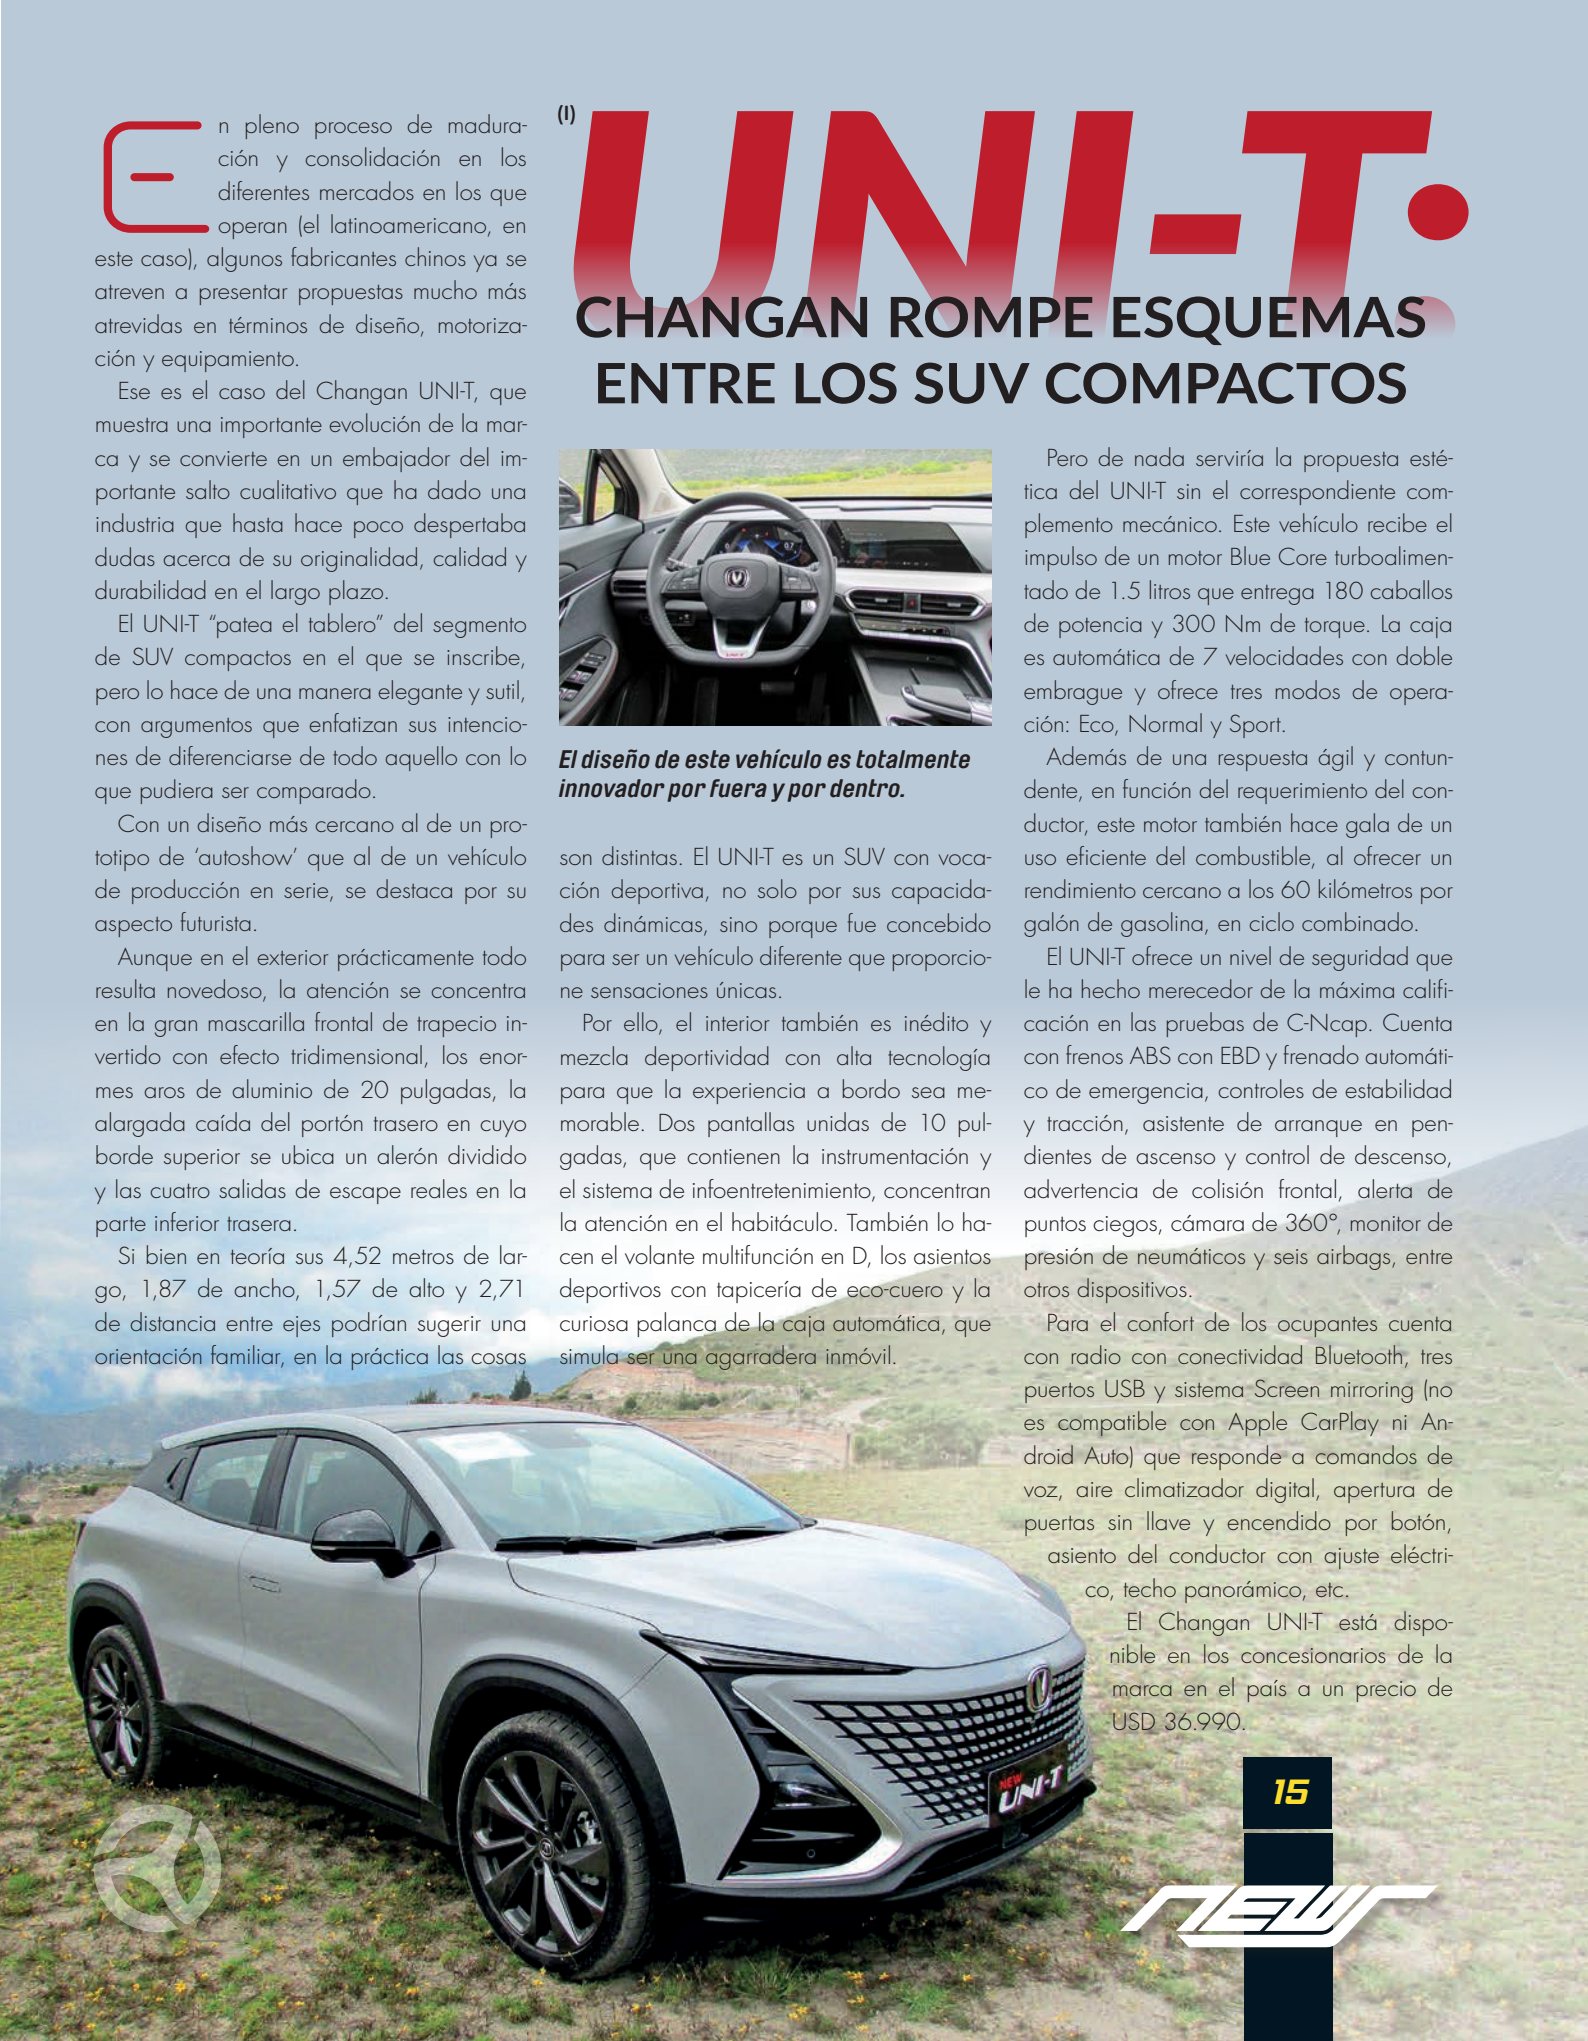 (I)
UNI-T:
CHANGAN ROMPE ESQUEMAS
ENTRE LOS SUV COMPACTOS
En pleno proceso de madura-
ción y consolidación en los
diferentes mercados en los que
operan (el latinoamericano, en
este caso), algunos fabricantes chinos ya se
atreven a presentar propuestas mucho más
atrevidas en términos de diseño, motoriza-
ción y equipamiento.
Ese es el caso del Changan UNI-T, que
muestra una importante evolución de la mar-
ca y se convierte en un embajador del im-
portante salto cualitativo que ha dado una
industria que hasta hace poco despertaba
dudas acerca de su originalidad, calidad y
durabilidad en el largo plazo.
El UNI-T “patea el tablero” del segmento
de SUV compactos en el que se inscribe,
pero lo hace de una manera elegante y sutil,
con argumentos que enfatizan sus intencio-
nes de diferenciarse de todo aquello con lo
que pudiera ser comparado.
Con un diseño más cercano al de un pro-
totipo de ‘autoshow’ que al de un vehículo
de producción en serie, se destaca por su
aspecto futurista.
Aunque en el exterior prácticamente todo
resulta novedoso, la atención se concentra
en la gran mascarilla frontal de trapecio in-
vertido con efecto tridimensional, los enor-
mes aros de aluminio de 20 pulgadas, la
alargada caída del portón trasero en cuyo
borde superior se ubica un alerón dividido
y las cuatro salidas de escape reales en la
parte inferior trasera.
Si bien en teoría sus 4,52 metros de lar-
go, 1,87 de ancho, 1,57 de alto y 2,71
de distancia entre ejes podrían sugerir una
orientación familiar, en la práctica las cosas
El diseño de este vehículo es totalmente
innovador por fuera y por dentro.
son distintas. El UNI-T es un SUV con voca-
ción deportiva, no solo por sus capacida-
des dinámicas, sino porque fue concebido
para ser un vehículo diferente que proporcio-
ne sensaciones únicas.
Por ello, el interior también es inédito y
mezcla deportividad con alta tecnología
para que la experiencia a bordo sea me-
morable. Dos pantallas unidas de 10 pul-
gadas, que contienen la instrumentación y
el sistema de infoentretenimiento, concentran
la atención en el habitáculo. También lo ha-
cen el volante multifunción en D, los asientos
deportivos con tapicería de eco-cuero y la
curiosa palanca de la caja automática, que
simula ser una agarradera inmóvil.
Pero de nada serviría la propuesta esté-
tica del UNI-T sin el correspondiente com-
plemento mecánico. Este vehículo recibe el
impulso de un motor Blue Core turboalimen-
tado de 1.5 litros que entrega 180 caballos
de potencia y 300 Nm de torque. La caja
es automática de 7 velocidades con doble
embrague y ofrece tres modos de opera-
ción: Eco, Normal y Sport.
Además de una respuesta ágil y contun-
dente, en función del requerimiento del con-
ductor, este motor también hace gala de un
uso eficiente del combustible, al ofrecer un
rendimiento cercano a los 60 kilómetros por
galón de gasolina, en ciclo combinado.
El UNI-T ofrece un nivel de seguridad que
le ha hecho merecedor de la máxima califi-
cación en las pruebas de C-Ncap. Cuenta
con frenos ABS con EBD y frenado automáti-
co de emergencia, controles de estabilidad
y tracción, asistente de arranque en pen-
dientes de ascenso y control de descenso,
advertencia de colisión frontal, alerta de
puntos ciegos, cámara de 360°, monitor de
presión de neumáticos y seis airbags, entre
otros dispositivos.
Para el confort de los ocupantes cuenta
con radio con conectividad Bluetooth, tres
puertos USB y sistema Screen mirroring (no
es compatible con Apple CarPlay ni An-
droid Auto) que responde a comandos de
voz, aire climatizador digital, apertura de
puertas sin llave y encendido por botón,
asiento del conductor con ajuste eléctri-
co, techo panorámico, etc.
El Changan UNI-T está dispo-
nible en los concesionarios de la
marca en el país a un precio de
USD 36.990.
NEW
UNI-T
15
NEWS